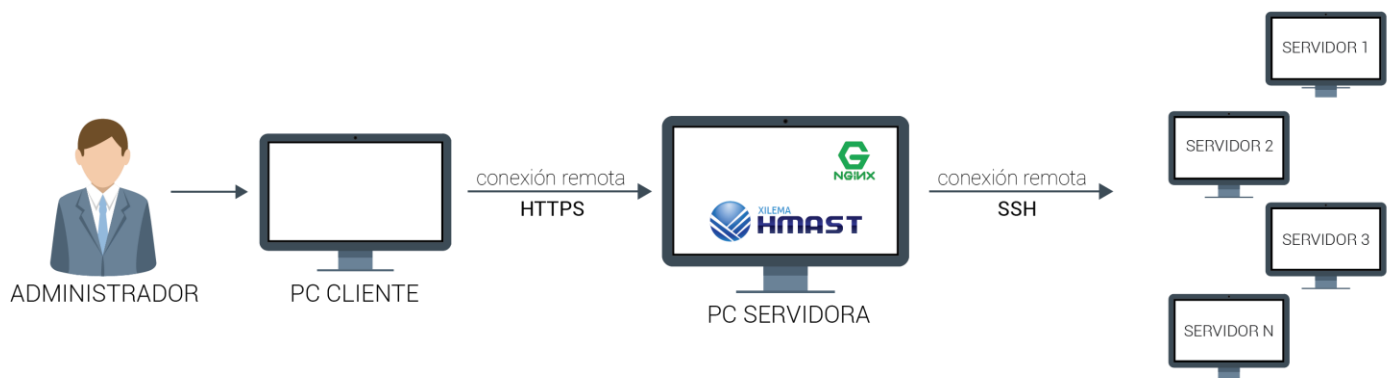 ADMINISTRADOR
PC CLIENTE
conexión remota
HTTPS
NGINX
XILEMA
HMAST
PC SERVIDORA
conexión remota
SSH
SERVIDOR 1
SERVIDOR 2
SERVIDOR 3
SERVIDOR N